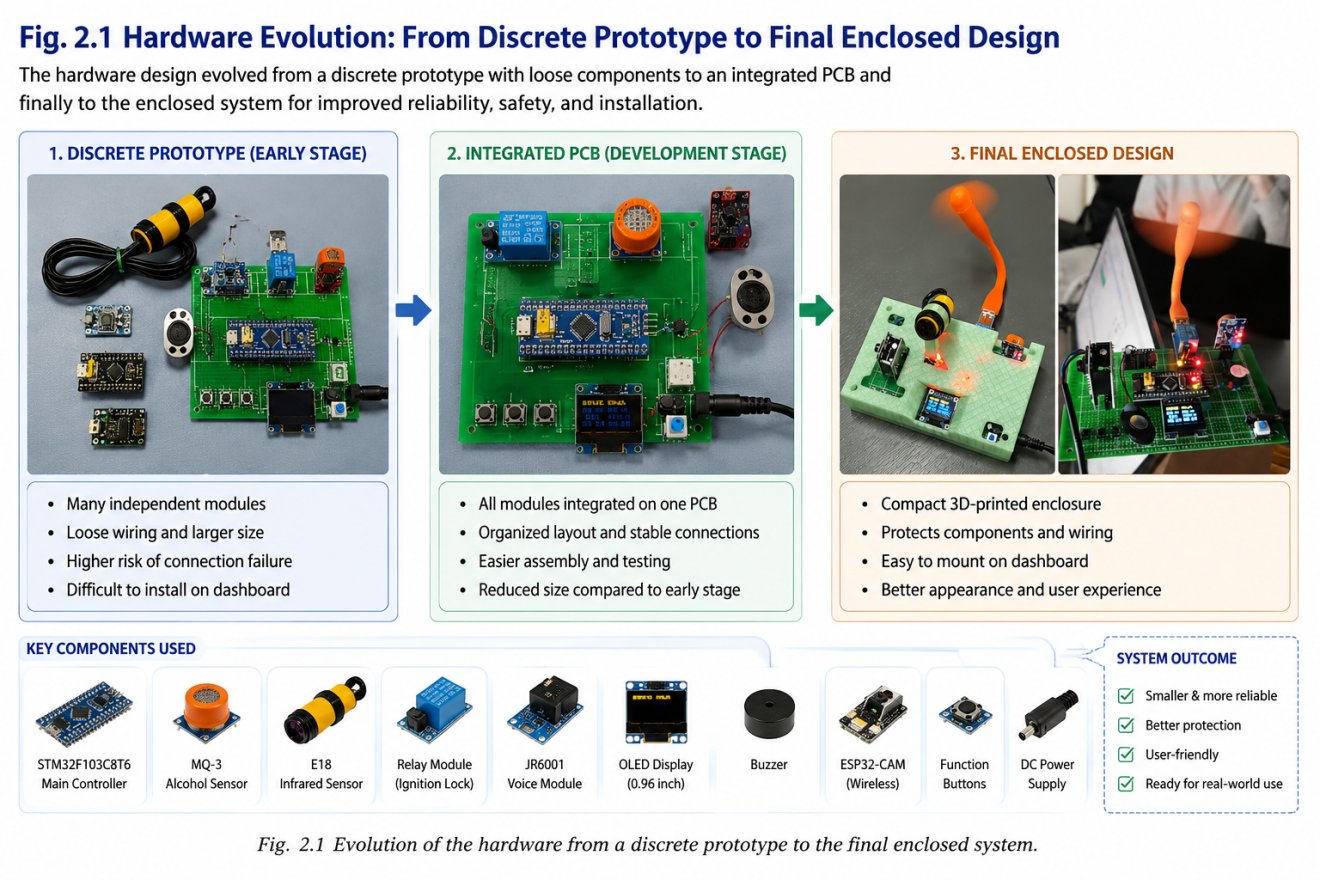 Fig. 2.1 Hardware Evolution: From Discrete Prototype to Final Enclosed Design
The hardware design evolved from a discrete prototype with loose components to an integrated PCB and
finally to the enclosed system for improved reliability, safety, and installation.
1. DISCRETE PROTOTYPE (EARLY STAGE)
• Many independent modules
• Loose wiring and larger size
• Higher risk of connection failure
• Difficult to install on dashboard
2. INTEGRATED PCB (DEVELOPMENT STAGE)
• All modules integrated on one PCB
• Organized layout and stable connections
• Easier assembly and testing
• Reduced size compared to early stage
3. FINAL ENCLOSED DESIGN
• Compact 3D-printed enclosure
• Protects components and wiring
• Easy to mount on dashboard
• Better appearance and user experience
KEY COMPONENTS USED
STM32F103C8T6
Main Controller
MQ-3
Alcohol Sensor
E18
Infrared Sensor
Relay Module
(Ignition Lock)
JR6001
Voice Module
OLED Display
(0.96 inch)
Buzzer
ESP32-CAM
(Wireless)
Function
Buttons
DC Power
Supply
SYSTEM OUTCOME
Smaller & more reliable
Better protection
User-friendly
Ready for real-world use
Fig. 2.1 Evolution of the hardware from a discrete prototype to the final enclosed system.